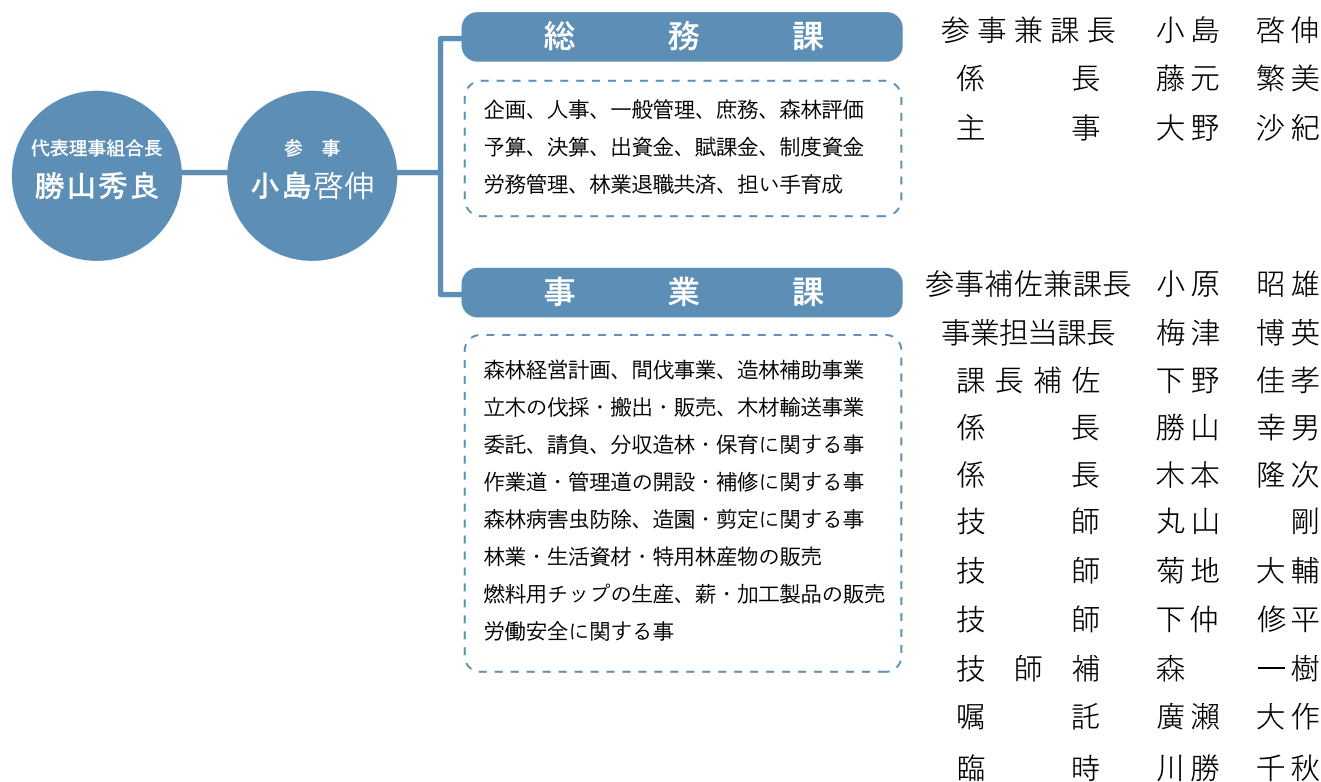 代表理事組合長
勝山秀良
参 事
小島啓伸
総 務 課
企画、人事、一般管理、庶務、森林評価
予算、決算、出資金、賦課金、制度資金
労務管理、林業退職共済、担い手育成
参事兼課長 小島 啓伸
係 長 藤元 繁美
主 事 大野 沙紀
事 業 課
森林経営計画、間伐事業、造林補助事業
立木の伐採・搬出・販売、木材輸送事業
委託、請負、分収造林・保育に関する事
作業道・管理道の開設・補修に関する事
森林病害虫防除、造園・剪定に関する事
林業・生活資材・特用林産物の販売
燃料用チップの生産、薪・加工製品の販売
労働安全に関する事
参事補佐兼課長 小原 昭雄
事業担当課長 梅津 博英
課長補佐 下野 佳孝
係 長 勝山 幸男
係 長 木本 隆次
技 師 丸山 剛
技 師 菊地 大輔
技 師 下仲 修平
技 師 補 森 一樹
嘱 託 廣瀬 大作
臨 時 川勝 千秋